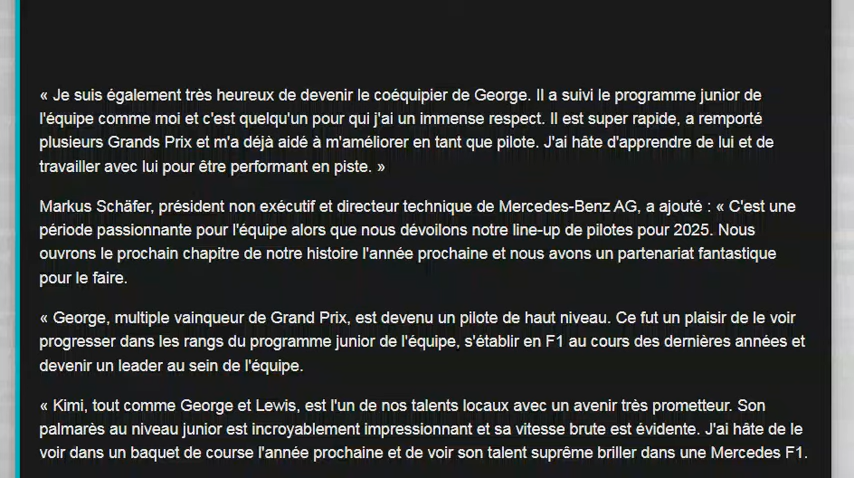 « Je suis également très heureux de devenir le coéquipier de George. Il a suivi le programme junior de
l'équipe comme moi et c'est quelqu'un pour qui j'ai un immense respect. Il est super rapide, a remporté
plusieurs Grands Prix et m'a déjà aidé à m'améliorer en tant que pilote. J'ai hâte d'apprendre de lui et de
travailler avec lui pour être performant en piste. »
Markus Schäfer, président non exécutif et directeur technique de Mercedes-Benz AG, a ajouté : « C'est une
période passionnante pour l'équipe alors que nous dévoilons notre line-up de pilotes pour 2025. Nous
ouvrons le prochain chapitre de notre histoire l'année prochaine et nous avons un partenariat fantastique
pour le faire.
« George, multiple vainqueur de Grand Prix, est devenu un pilote de haut niveau. Ce fut un plaisir de le voir
progresser dans les rangs du programme junior de l'équipe, s'établir en F1 au cours des dernières années et
devenir un leader au sein de l'équipe.
« Kimi, tout comme George et Lewis, est l'un de nos talents locaux avec un avenir très prometteur. Son
palmarès au niveau junior est incroyablement impressionnant et sa vitesse brute est évidente. J'ai hâte de le
voir dans un baquet de course l'année prochaine et de voir son talent suprême briller dans une Mercedes F1.